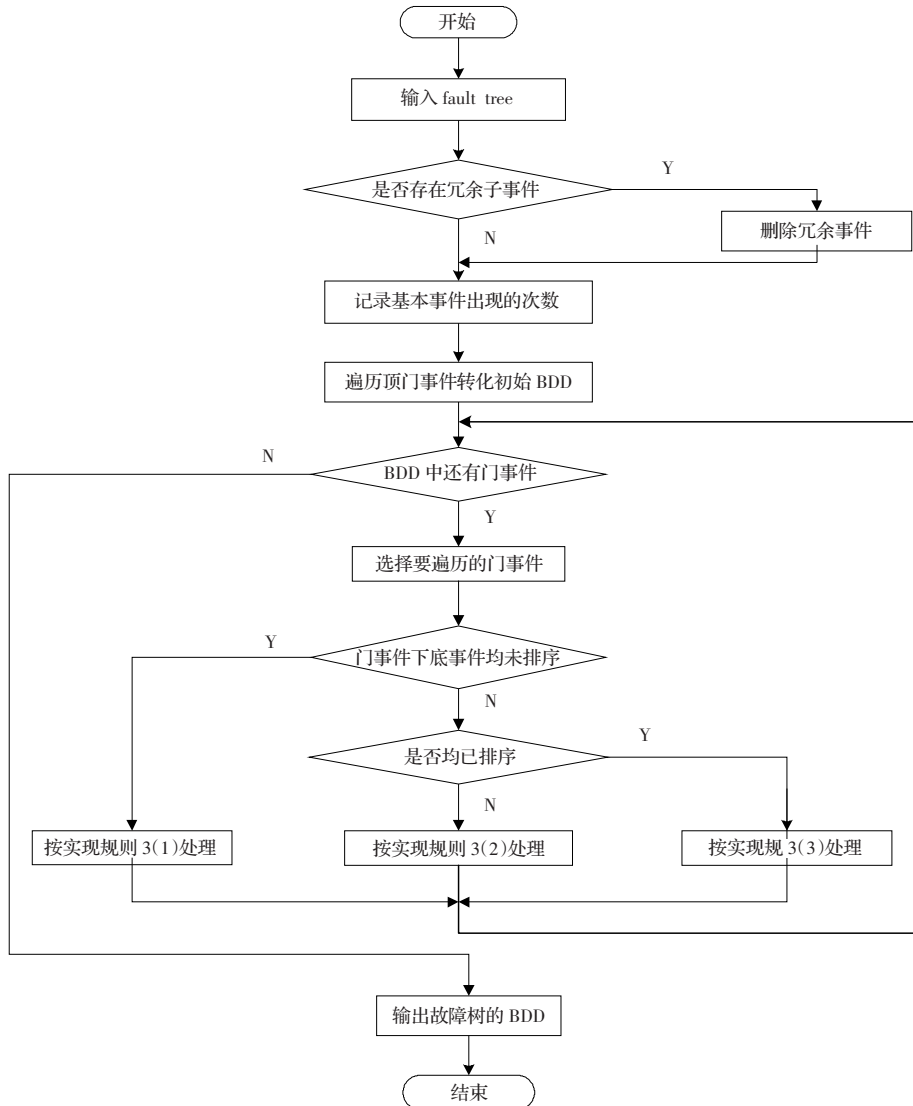 开始
输入 fault tree
是否存在冗余子事件
Y
删除冗余事件
N
记录基本事件出现的次数
遍历顶门事件转化初始 BDD
N
BDD 中还有门事件
Y
选择要遍历的门事件
Y
门事件下底事件均未排序
N
是否均已排序
Y
N
按实现规则 3(1)处理
按实现规则 3(2)处理
按实现规 3(3)处理
输出故障树的 BDD
结束